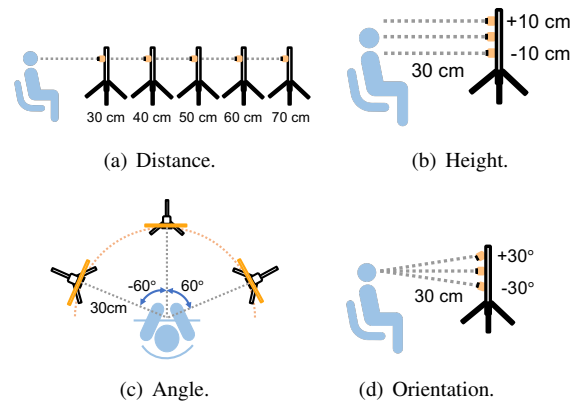 +10 cm
-10 cm
30 cm
30 cm 40 cm 50 cm 60 cm 70 cm
(a) Distance.
(b) Height.
-60° 60°
30cm
+30°
-30°
30 cm
(c) Angle.
(d) Orientation.